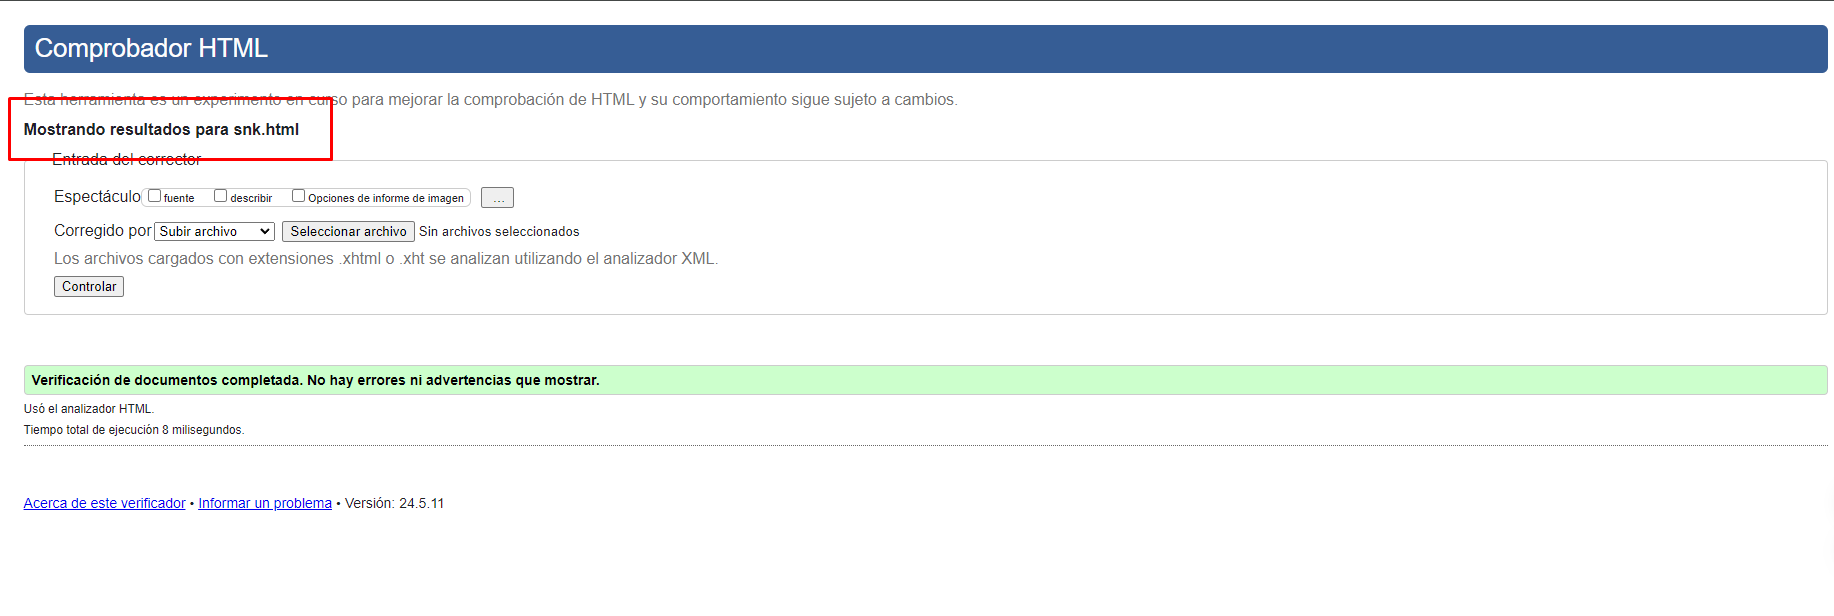 Comprobador HTML
Esta herramienta es un experimento en curso para mejorar la comprobación de HTML y su comportamiento sigue sujeto a cambios.
Mostrando resultados para snk.html
Entrada del corrector
Espectáculo fuente describir Opciones de informe de imagen ...
Corregido por Subir archivo Seleccionar archivo Sin archivos seleccionados
Los archivos cargados con extensiones .xhtml o .xht se analizan utilizando el analizador XML.
Controlar
Verificación de documentos completada. No hay errores ni advertencias que mostrar.
Usó el analizador HTML.
Tiempo total de ejecución 8 milisegundos.
Acerca de este verificador • Informar un problema • Versión: 24.5.11